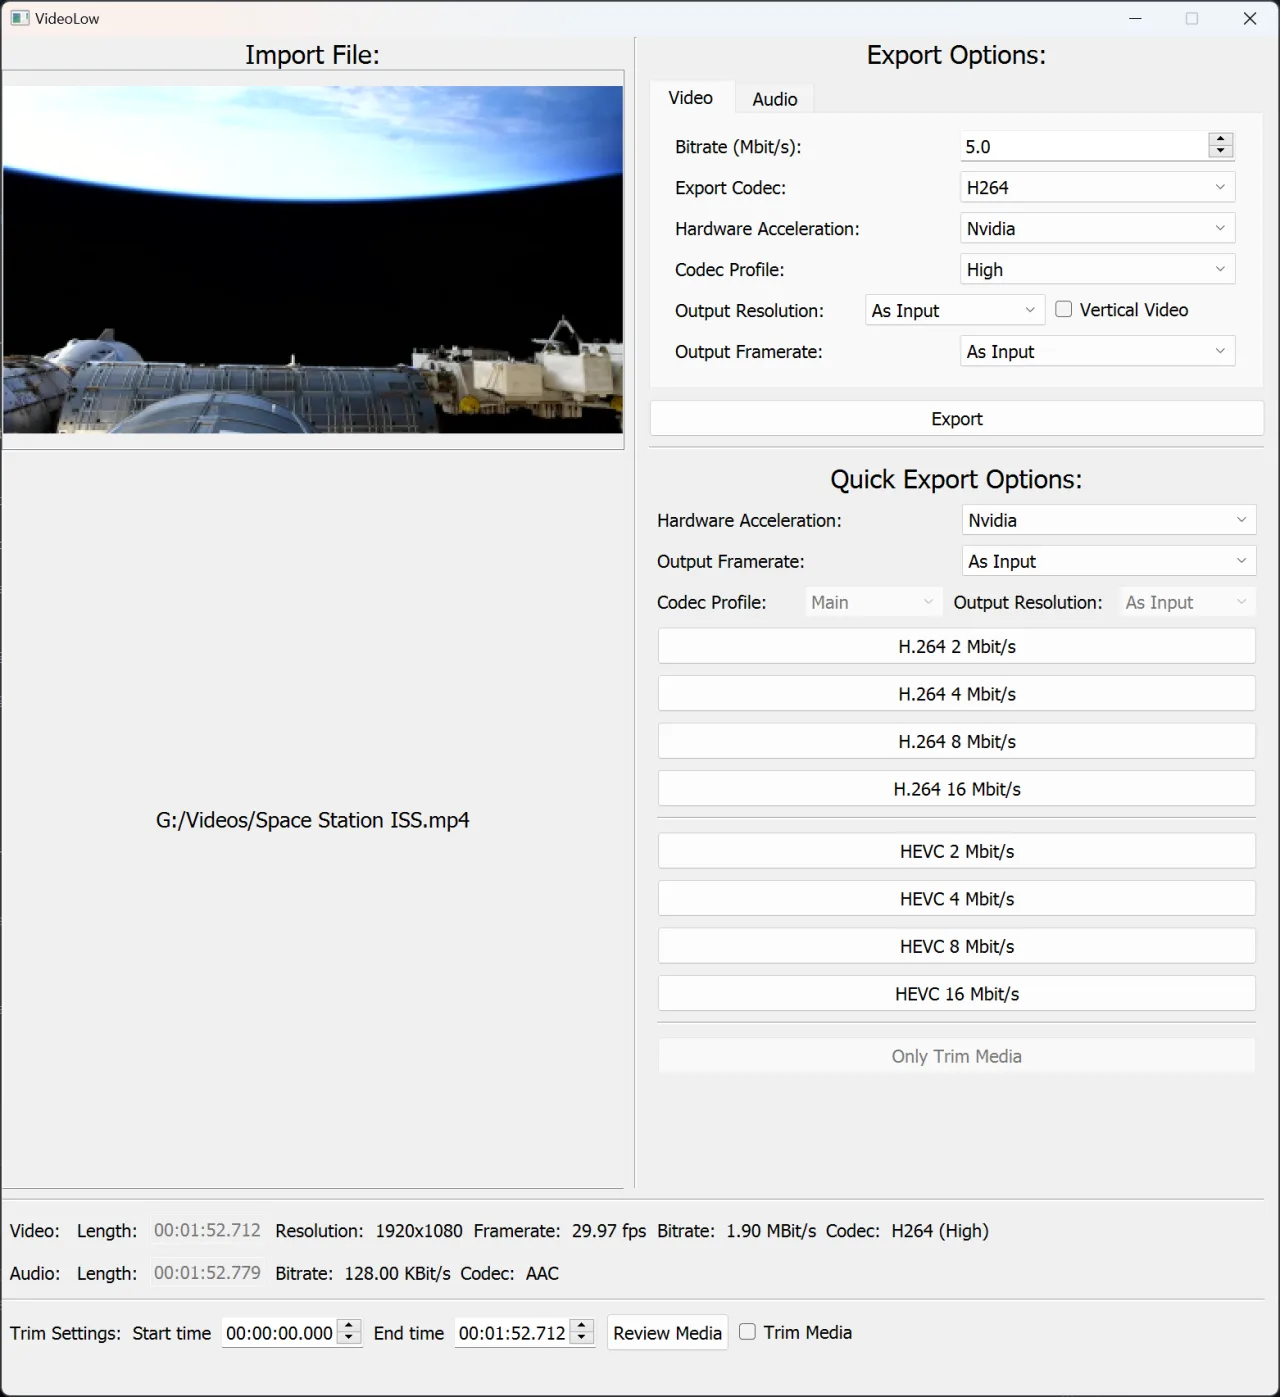 VideoLow
Import File:
G:/Videos/Space Station ISS.mp4
Export Options:
Video Audio
Bitrate (Mbit/s): 5.0
Export Codec: H264
Hardware Acceleration: Nvidia
Codec Profile: High
Output Resolution: As Input Vertical Video
Output Framerate: As Input
Export
Quick Export Options:
Hardware Acceleration: Nvidia
Output Framerate: As Input
Codec Profile: Main Output Resolution: As Input
H.264 2 Mbit/s
H.264 4 Mbit/s
H.264 8 Mbit/s
H.264 16 Mbit/s
HEVC 2 Mbit/s
HEVC 4 Mbit/s
HEVC 8 Mbit/s
HEVC 16 Mbit/s
Only Trim Media
Video: Length: 00:01:52.712 Resolution: 1920x1080 Framerate: 29.97 fps Bitrate: 1.90 MBit/s Codec: H264 (High)
Audio: Length: 00:01:52.779 Bitrate: 128.00 KBit/s Codec: AAC
Trim Settings: Start time 00:00:00.000 End time 00:01:52.712 Review Media Trim Media